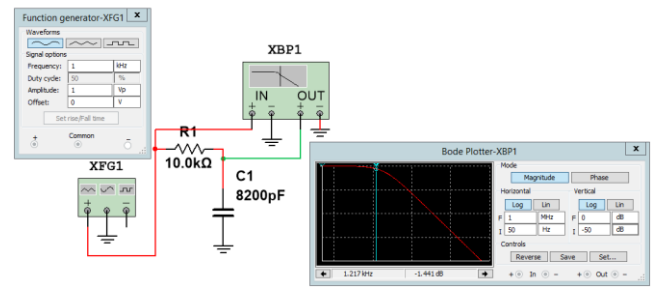 Function generator-XFG1
x
Waveforms
Signal options
Frequency: 1 kHz
Duty cycle: 50 %
Amplitude: 1 Vp
Offset: 0 V
Set rise/Fall time
+ Common -
XBP1
IN OUT
+ - + -
R1
10.0kΩ
XFG1
+ -
C1
8200pF
Bode Plotter-XBP1
x
Mode
Magnitude Phase
Horizontal Vertical
Log Lin Log Lin
F 1 MHz F 0 dB
I 50 Hz I -50 dB
Controls
Reverse Save Set...
1.217 kHz -1.441 dB
+ In - + Out -